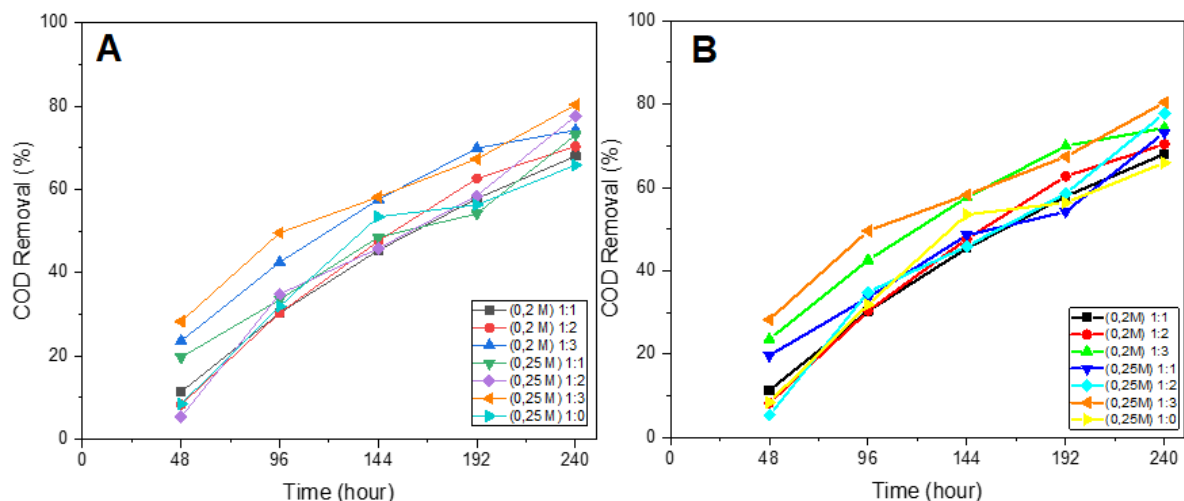 A
COD Removal (%)
100
80
60
40
20
0
(0,2 M) 1:1
(0,2 M) 1:2
(0,2 M) 1:3
(0,25 M) 1:1
(0,25 M) 1:2
(0,25 M) 1:3
(0,25 M) 1:0
0 48 96 144 192 240
Time (hour)
B
COD Removal (%)
100
80
60
40
20
0
(0,2M) 1:1
(0,2M) 1:2
(0,2M) 1:3
(0,25M) 1:1
(0,25M) 1:2
(0,25M) 1:3
(0,25M) 1:0
0 48 96 144 192 240
Time (hour)